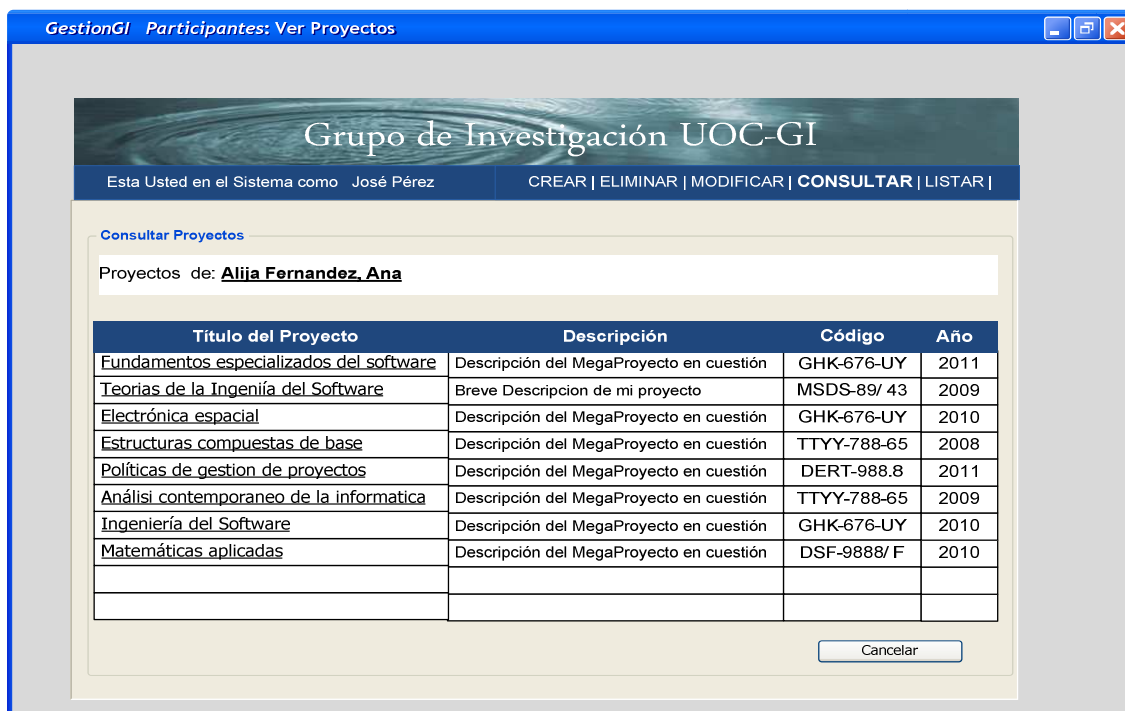 GestionGI Participantes: Ver Proyectos
Grupo de Investigación UOC-GI
Esta Usted en el Sistema como José Pérez CREAR | ELIMINAR | MODIFICAR | CONSULTAR | LISTAR |
Consultar Proyectos
Proyectos de: Alija Fernandez, Ana
Título del Proyecto Descripción Código Año
Fundamentos especializados del software Descripción del MegaProyecto en cuestión GHK-676-UY 2011
Teorias de la Ingeniía del Software Breve Descripcion de mi proyecto MSDS-89/ 43 2009
Electrónica espacial Descripción del MegaProyecto en cuestión GHK-676-UY 2010
Estructuras compuestas de base Descripción del MegaProyecto en cuestión TTYY-788-65 2008
Políticas de gestion de proyectos Descripción del MegaProyecto en cuestión DERT-988.8 2011
Análisi contemporaneo de la informatica Descripción del MegaProyecto en cuestión TTYY-788-65 2009
Ingeniería del Software Descripción del MegaProyecto en cuestión GHK-676-UY 2010
Matemáticas aplicadas Descripción del MegaProyecto en cuestión DSF-9888/ F 2010
Cancelar